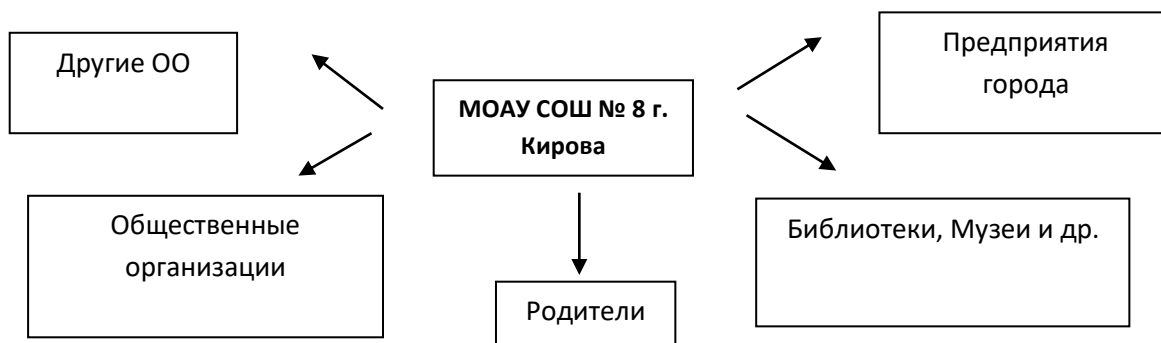 Другие ОО
Предприятия
города
МОАУ СОШ № 8 г.
Кирова
Общественные
организации
Библиотеки, Музеи и др.
Родители